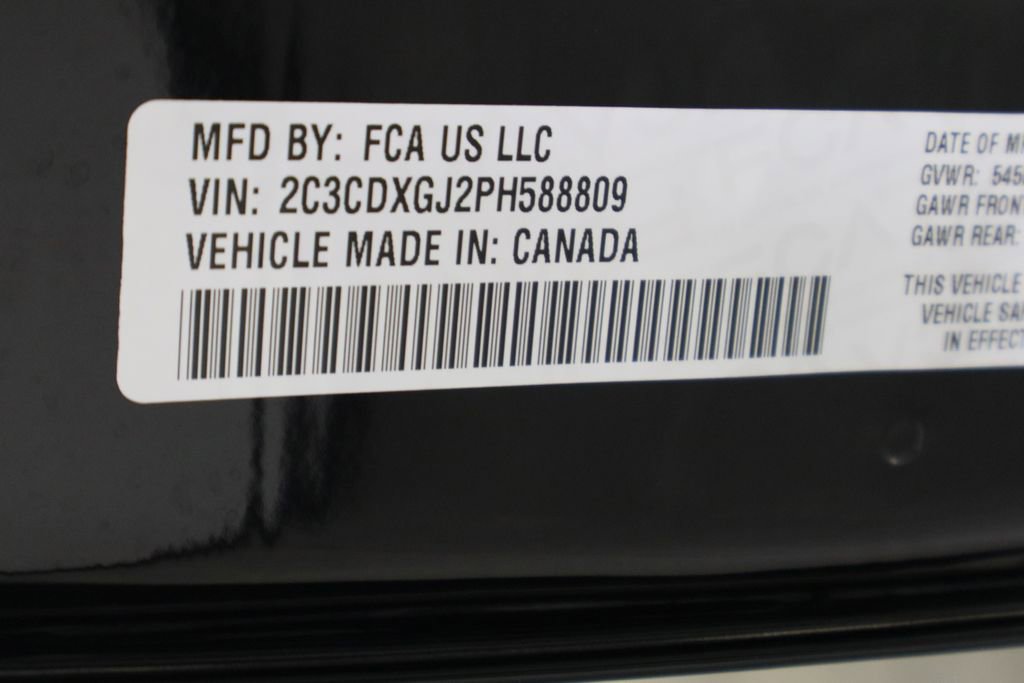 MFD BY: FCA US LLC
VIN: 2C3CDXGJ2PH588809
VEHICLE MADE IN: CANADA
DATE OF
GVWR: 545
GAWR FRONT
GAWR REAR:
THIS VEHICLE
VEHICLE
IN EFFECT